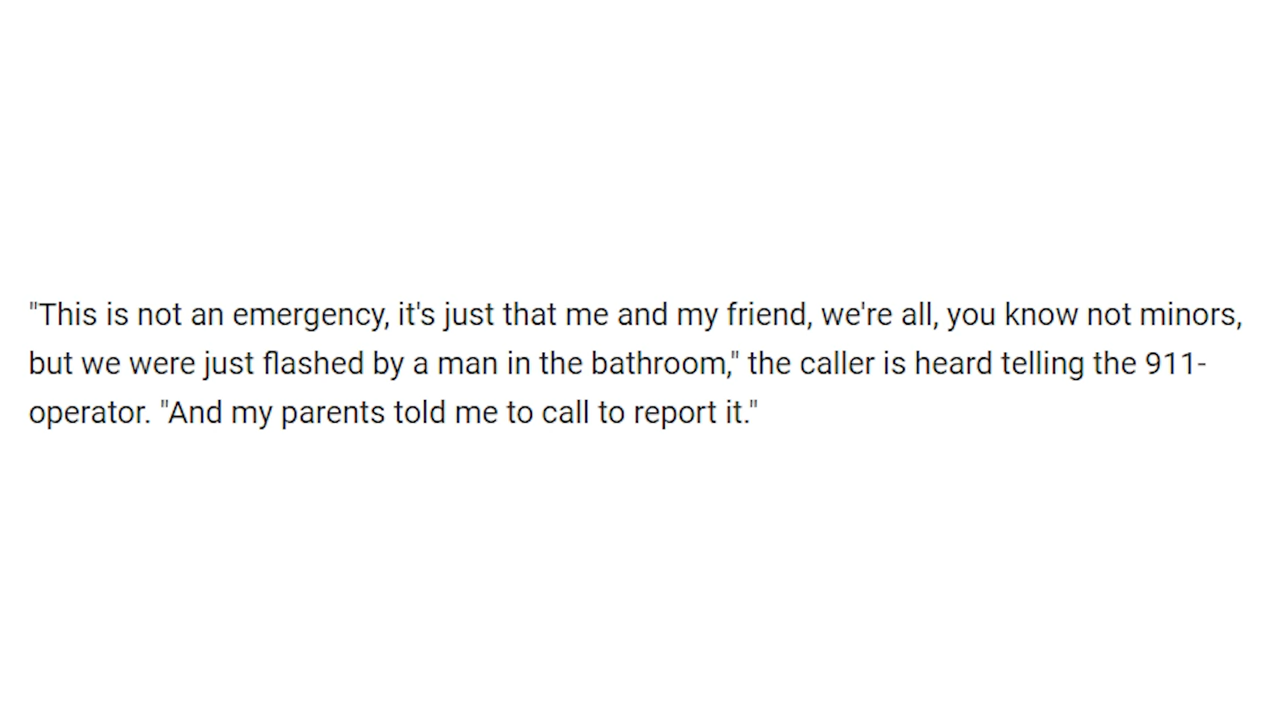 "This is not an emergency, it's just that me and my friend, we're all, you know not minors,
but we were just flashed by a man in the bathroom," the caller is heard telling the 911-
operator. "And my parents told me to call to report it."